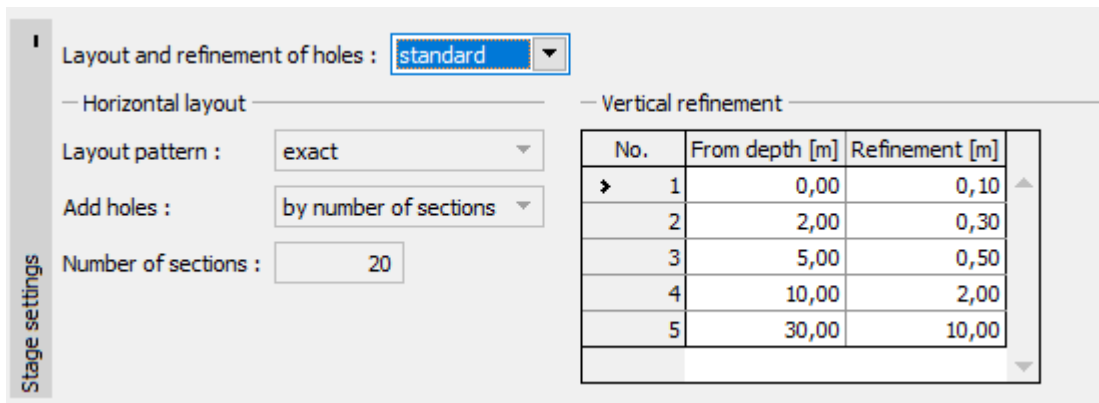 Layout and refinement of holes : standard
Horizontal layout
Layout pattern : exact
Add holes : by number of sections
Number of sections : 20
Vertical refinement
No. From depth [m] Refinement [m]
1 0,00 0,10
2 2,00 0,30
3 5,00 0,50
4 10,00 2,00
5 30,00 10,00
Stage settings